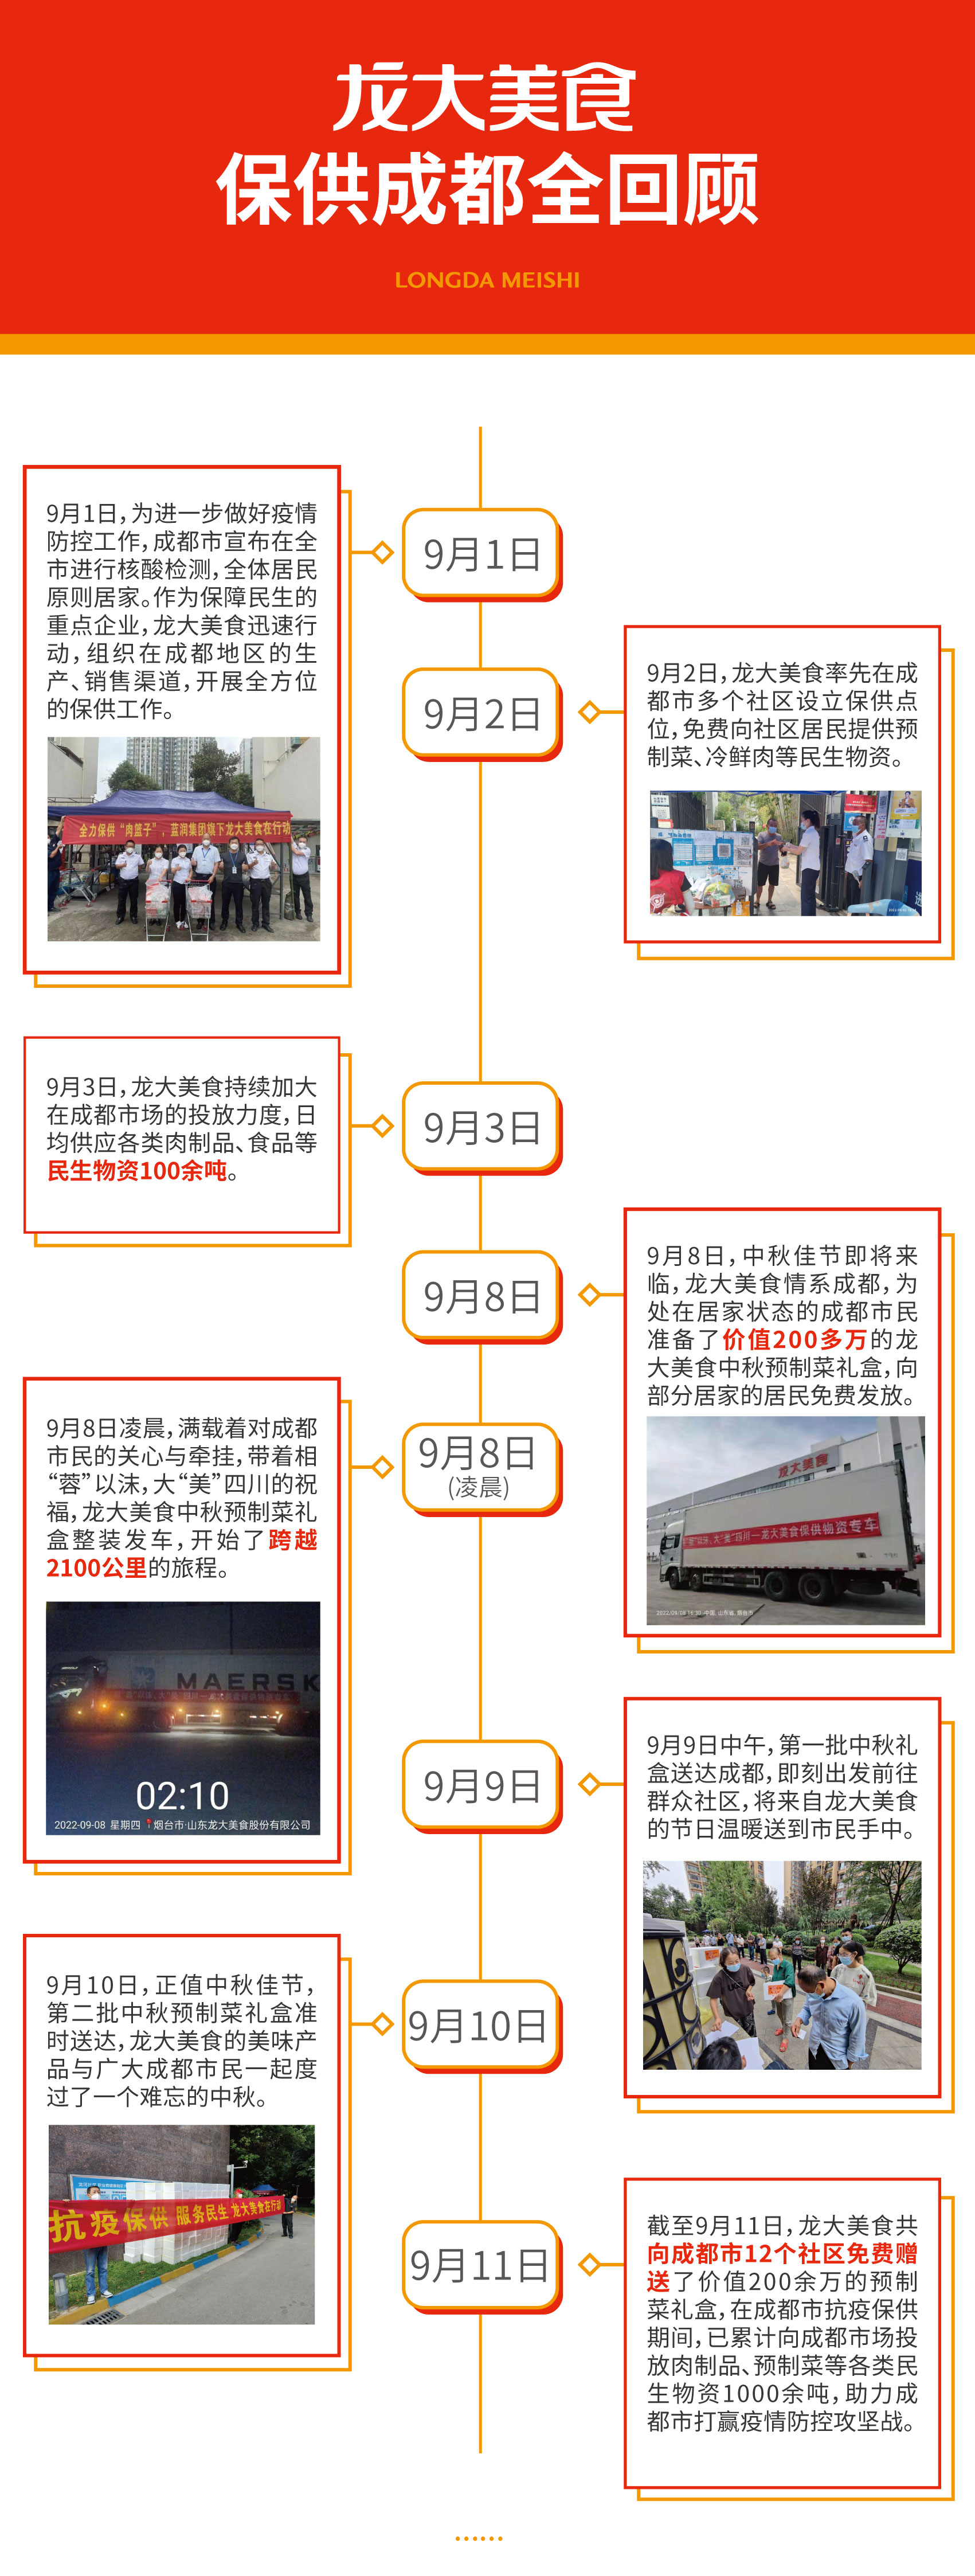 龙大美食
保供成都全回顾
LONGDA MEISHI
9月1日
9月1日，为进一步做好疫情
防控工作，成都市宣布在全
市进行核酸检测，全体居民
原则居家。作为保障民生的
重点企业，龙大美食迅速行
动，组织在成都地区的生
产、销售渠道，开展全方位
的保供工作。
全力保供“肉篮子”，蓝润集团旗下龙大美食在行动
9月2日
9月2日，龙大美食率先在成
都市多个社区设立保供点
位，免费向社区居民提供预
制菜、冷鲜肉等民生物资。
9月3日
9月3日，龙大美食持续加大
在成都市场的投放力度，日
均供应各类肉制品、食品等
民生物资100余吨。
9月8日
9月8日，中秋佳节即将来
临，龙大美食情系成都，为
处在居家状态的成都市民
准备了价值200多万的龙
大美食中秋预制菜礼盒，向
部分居家的居民免费发放。
龙大美食
四川—龙大美食保供物资专车
9月8日
(凌晨)
9月8日凌晨，满载着对成都
市民的关心与牵挂，带着相
“蓉”以沫，大“美”四川的祝
福，龙大美食中秋预制菜礼
盒整装发车，开始了跨越
2100公里的旅程。
MAERSK
02:10
2022-09-08 星期四 烟台市·山东龙大美食股份有限公司
9月9日
9月9日中午，第一批中秋礼
盒送达成都，即刻出发前往
群众社区，将来自龙大美食
的节日温暖送到市民手中。
9月10日
9月10日，正值中秋佳节，
第二批中秋预制菜礼盒准
时送达，龙大美食的美味产
品与广大成都市民一起度
过了一个难忘的中秋。
抗疫保供 服务民生 龙大美食在行动
9月11日
截至9月11日，龙大美食共
向成都市12个社区免费赠
送了价值200余万的预制
菜礼盒，在成都市抗疫保供
期间，已累计向成都市场投
放肉制品、预制菜等各类民
生物资1000余吨，助力成
都市打赢疫情防控攻坚战。
······